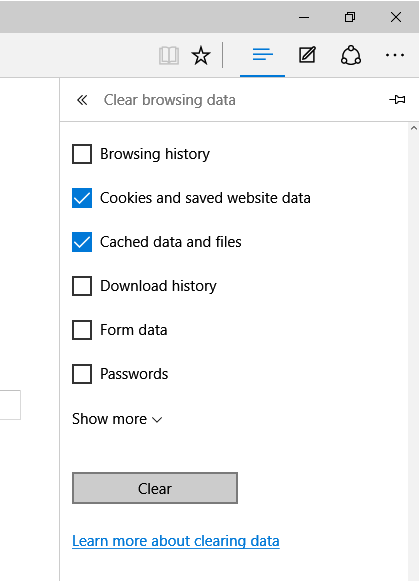 Clear browsing data
Browsing history
Cookies and saved website data
Cached data and files
Download history
Form data
Passwords
Show more
Clear
Learn more about clearing data